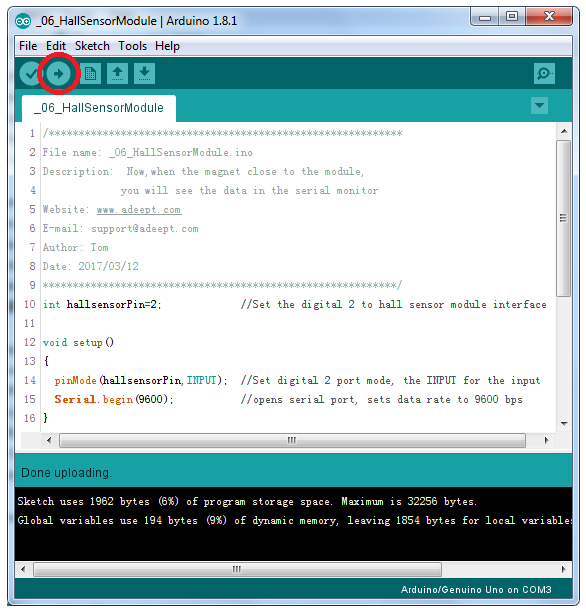 _06_HallSensorModule | Arduino 1.8.1
File Edit Sketch Tools Help
_06_HallSensorModule
1 /***********************************************************
2 File name: _06_HallSensorModule.ino
3 Description: Now,when the magnet close to the module,
4 you will see the data in the serial monitor
5 Website: www.adeept.com
6 E-mail: support@adeept.com
7 Author: Tom
8 Date: 2017/03/12
9 ***********************************************************/
10 int hallsensorPin=2; //Set the digital 2 to hall sensor module interface
11
12 void setup()
13 {
14 pinMode(hallsensorPin,INPUT); //Set digital 2 port mode, the INPUT for the input
15 Serial.begin(9600); //opens serial port, sets data rate to 9600 bps
16 }
Done uploading.
Sketch uses 1962 bytes (6%) of program storage space. Maximum is 32256 bytes.
Global variables use 194 bytes (9%) of dynamic memory, leaving 1854 bytes for local variables
Arduino/Genuino Uno on COM3